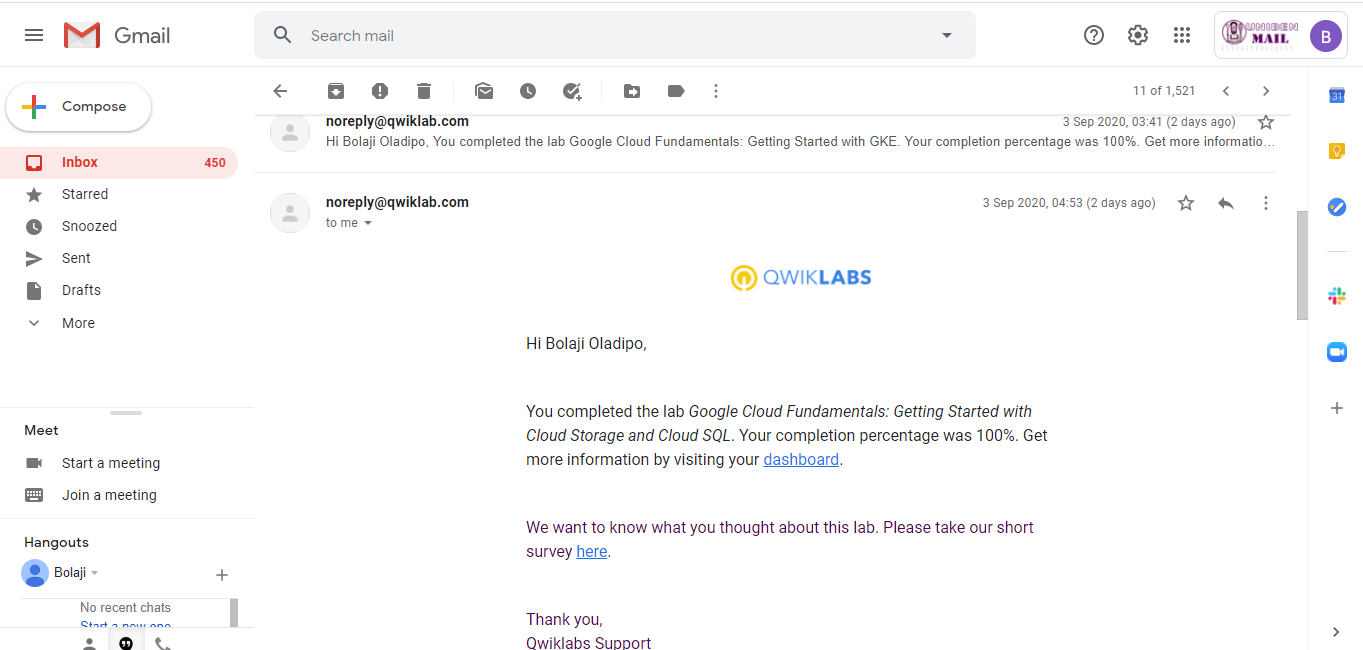 Gmail
Search mail
UNIBEN
MAIL
B
Compose
11 of 1,521
31
Inbox 450
Starred
Snoozed
Sent
Drafts
More
Meet
Start a meeting
Join a meeting
Hangouts
Bolaji
No recent chats
Start a new one
noreply@qwiklab.com 3 Sep 2020, 03:41 (2 days ago)
Hi Bolaji Oladipo, You completed the lab Google Cloud Fundamentals: Getting Started with GKE. Your completion percentage was 100%. Get more informatio...
noreply@qwiklab.com 3 Sep 2020, 04:53 (2 days ago)
to me
QWIKLABS
Hi Bolaji Oladipo,
You completed the lab Google Cloud Fundamentals: Getting Started with
Cloud Storage and Cloud SQL. Your completion percentage was 100%. Get
more information by visiting your dashboard.
We want to know what you thought about this lab. Please take our short
survey here.
Thank you,
Qwiklabs Support